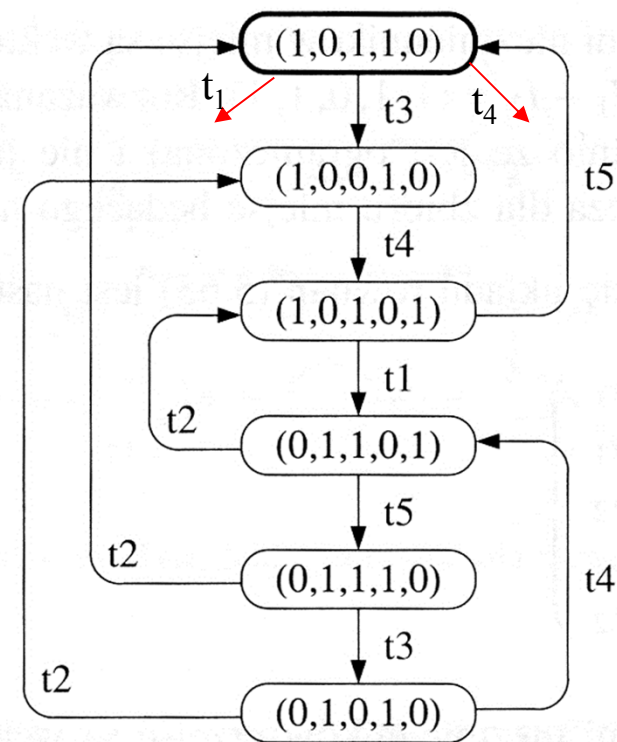 (1,0,1,1,0)
t₁
t3
t₄
(1,0,0,1,0)
t5
t4
(1,0,1,0,1)
t1
t2
(0,1,1,0,1)
t5
t2
(0,1,1,1,0)
t4
t3
t2
(0,1,0,1,0)